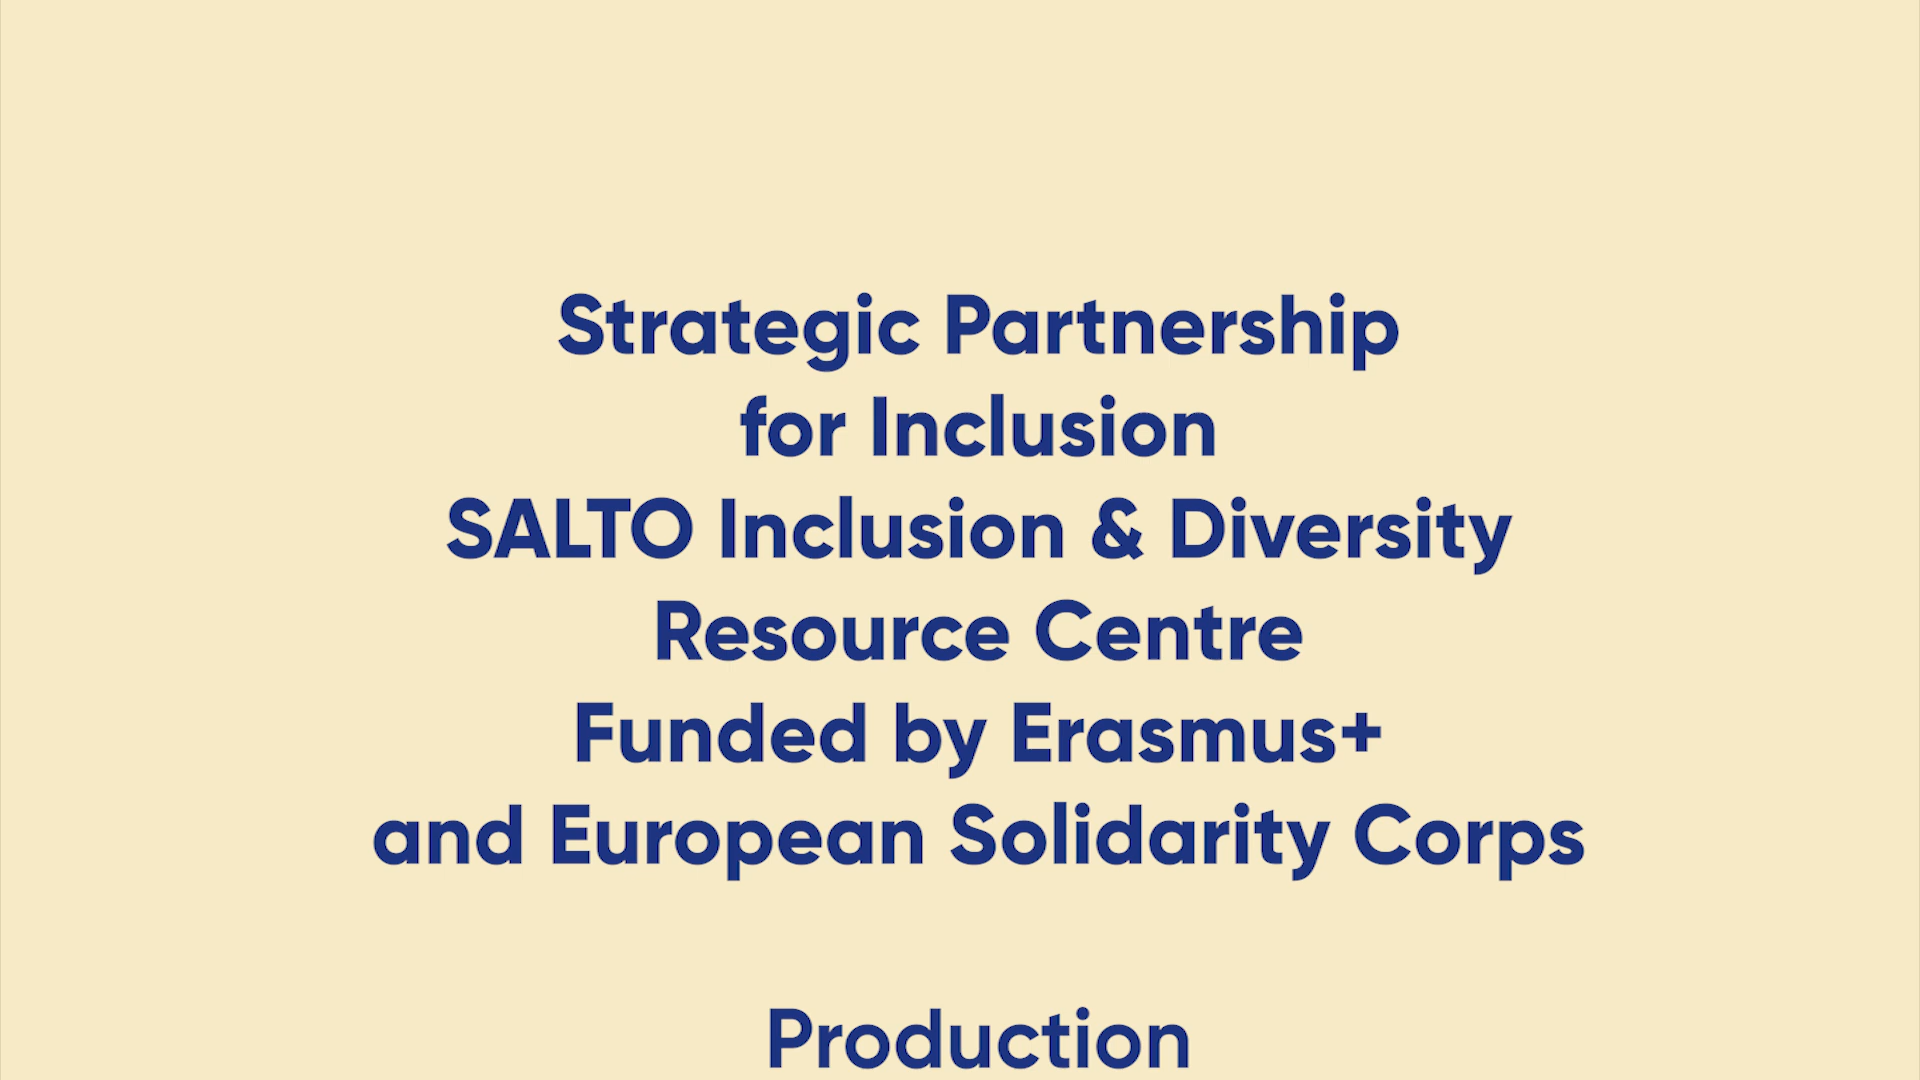 Strategic Partnership
for Inclusion
SALTO Inclusion & Diversity
Resource Centre
Funded by Erasmus+
and European Solidarity Corps
Production